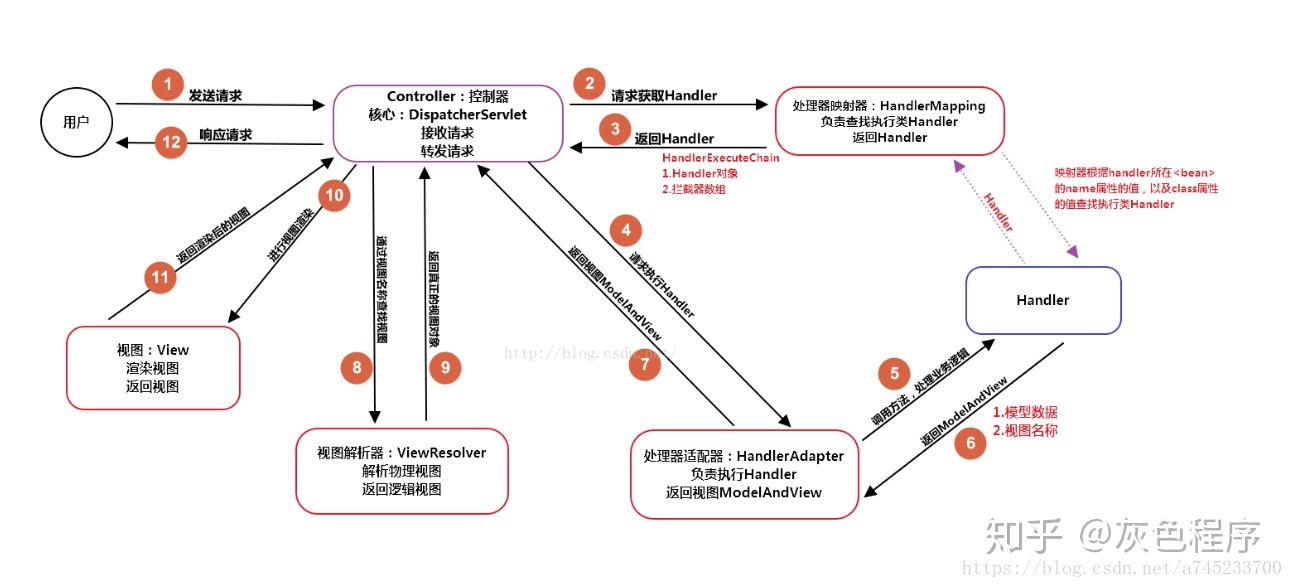 用户
1
发送请求
12
响应请求
Controller：控制器
核心：DispatcherServlet
接收请求
转发请求
2
请求获取Handler
3
返回Handler
HandlerExecuteChain
1.Handler对象
2.拦截器数组
处理器映射器：HandlerMapping
负责查找执行类Handler
返回Handler
映射器根据handler所在<bean>
的name属性的值，以及class属性
的值查找执行类Handler
Handler
Handler
4
请求执行Handler
5
调用方法，处理业务逻辑
6
返回ModelAndView
1.模型数据
2.视图名称
处理器适配器：HandlerAdapter
负责执行Handler
返回视图ModelAndView
7
返回视图ModelAndView
8
通过视图名称查找视图
9
返回真正的视图对象
视图解析器：ViewResolver
解析物理视图
返回逻辑视图
10
进行视图渲染
11
返回渲染后的视图
视图：View
渲染视图
返回视图
http://blog.csdn.net/
知乎 @灰色程序
https://blog.csdn.net/a745233700